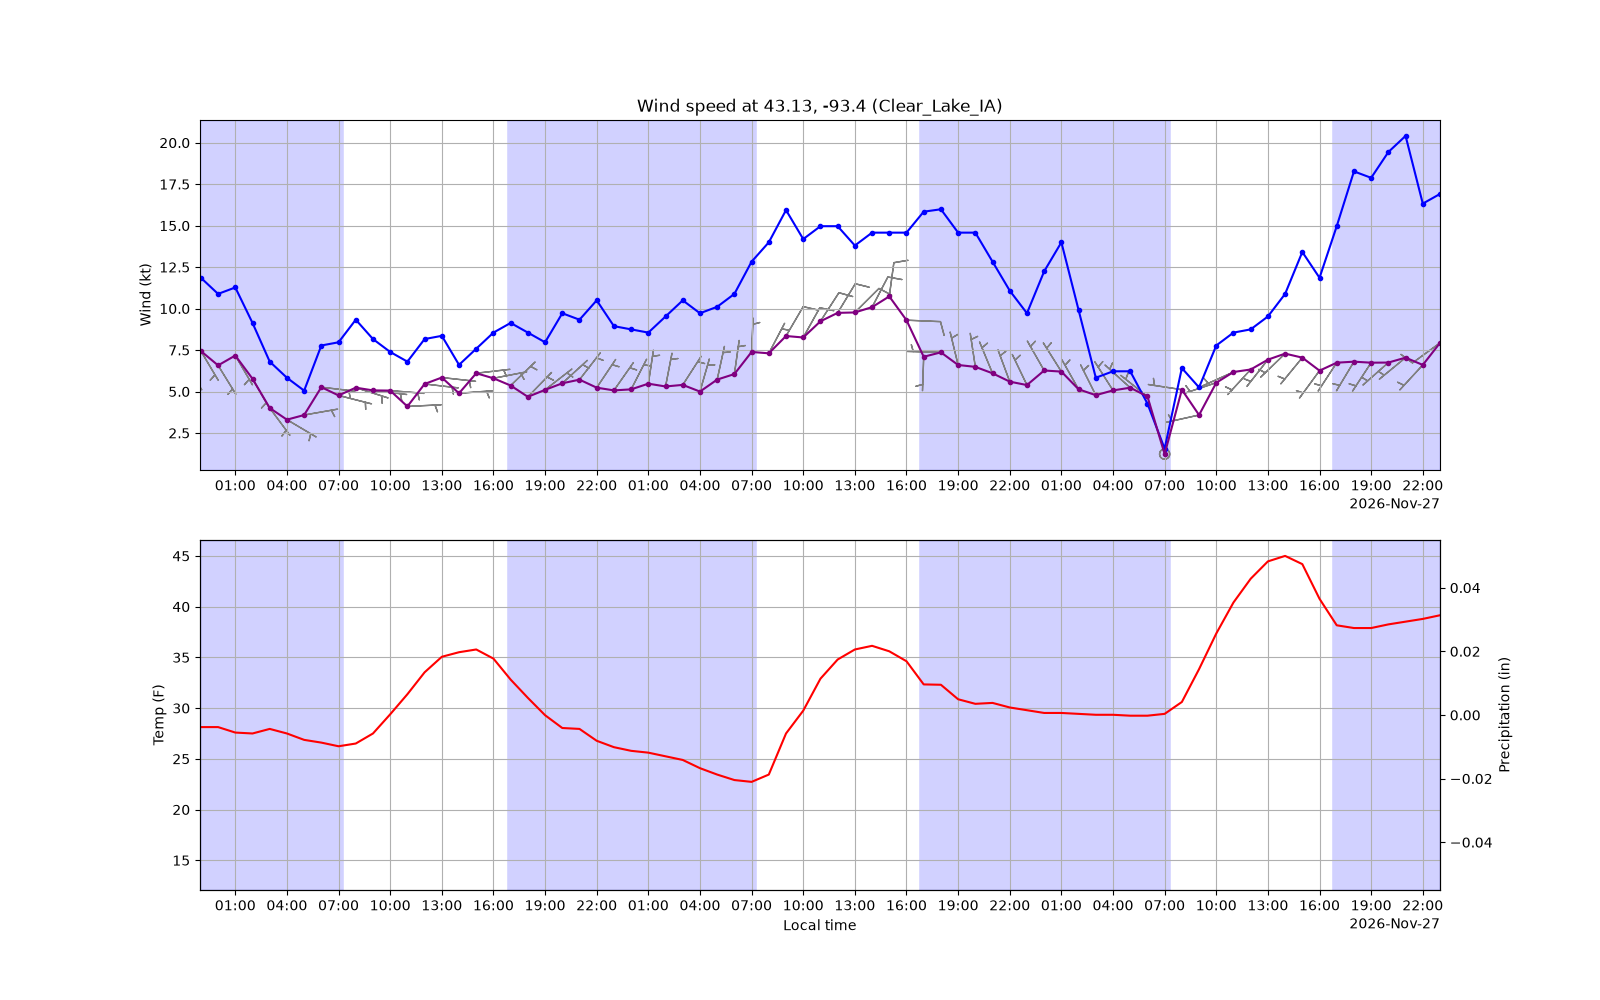 Wind speed at 43.13, -93.4 (Clear_Lake_IA)
Wind (kt)
20.0
17.5
15.0
12.5
10.0
7.5
5.0
2.5
01:00 04:00 07:00 10:00 13:00 16:00 19:00 22:00 01:00 04:00 07:00 10:00 13:00 16:00 19:00 22:00 01:00 04:00 07:00 10:00 13:00 16:00 19:00 22:00
2026-Nov-27
Temp (F)
45
40
35
30
25
20
15
0.04
0.02
0.00
−0.02
−0.04
Precipitation (in)
01:00 04:00 07:00 10:00 13:00 16:00 19:00 22:00 01:00 04:00 07:00 10:00 13:00 16:00 19:00 22:00 01:00 04:00 07:00 10:00 13:00 16:00 19:00 22:00
Local time
2026-Nov-27